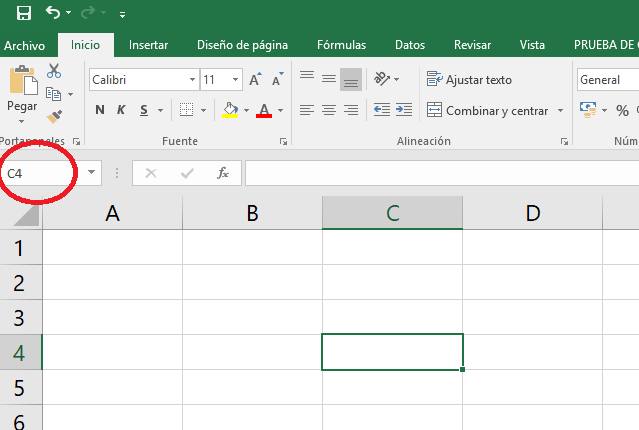 Archivo Inicio Insertar Diseño de página Fórmulas Datos Revisar Vista PRUEBA DE
Calibri 11 A A Ajustar texto General
Pegar N K S A Combinar y centrar %
Portapapeles Fuente Alineación Núm
C4 fx
A B C D
1
2
3
4
5
6